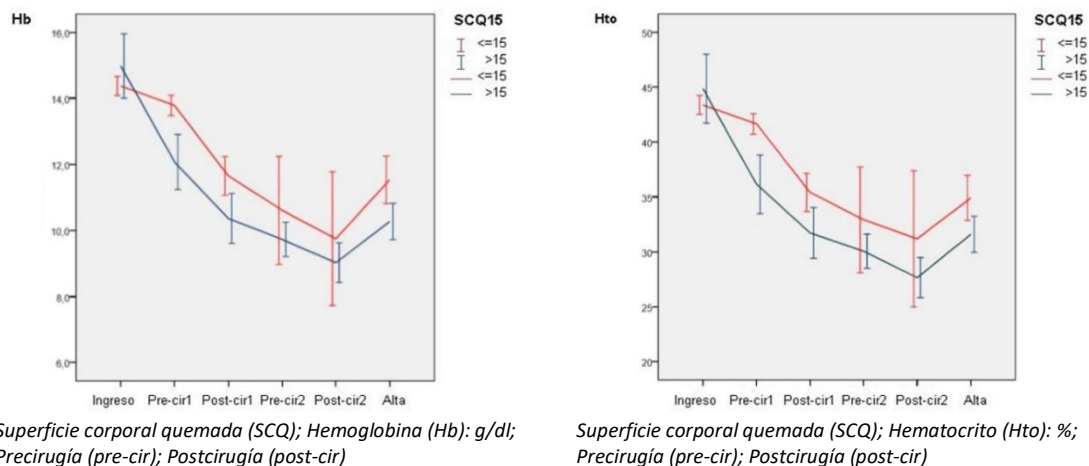 Hb
SCQ15
<=15
>15
<=15
>15
16,0
14,0
12,0
10,0
8,0
6,0
Ingreso Pre-cir1 Post-cir1 Pre-cir2 Post-cir2 Alta
Superficie corporal quemada (SCQ); Hemoglobina (Hb): g/dl;
Precirugía (pre-cir); Postcirugía (post-cir)
Hto
SCQ15
<=15
>15
<=15
>15
50
45
40
35
30
25
20
Ingreso Pre-cir1 Post-cir1 Pre-cir2 Post-cir2 Alta
Superficie corporal quemada (SCQ); Hematocrito (Hto): %;
Precirugía (pre-cir); Postcirugía (post-cir)